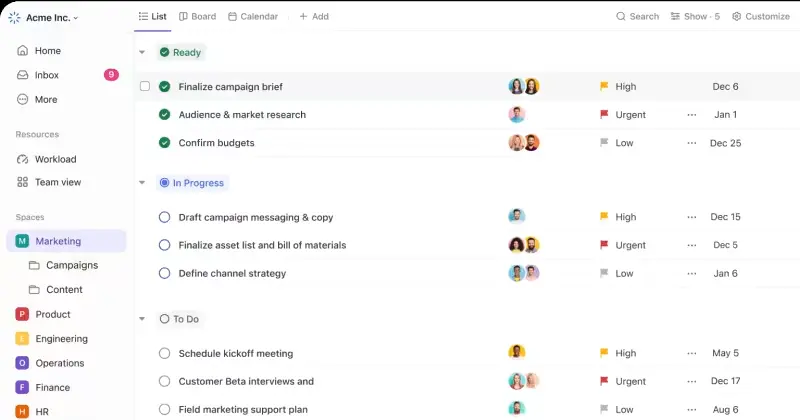 Acme Inc.
List
Board
Calendar
+ Add
Search
Show · 5
Customize
Home
Inbox
9
More
Resources
Workload
Team view
Spaces
M
Marketing
Campaigns
Content
P
Product
E
Engineering
O
Operations
F
Finance
H
HR
Ready
Finalize campaign brief
High
Dec 6
Audience & market research
Urgent
Jan 1
Confirm budgets
Low
Dec 25
In Progress
Draft campaign messaging & copy
High
Dec 15
Finalize asset list and bill of materials
Urgent
Dec 5
Define channel strategy
Low
Jan 6
To Do
Schedule kickoff meeting
High
May 5
Customer Beta interviews and
Urgent
Dec 17
Field marketing support plan
Low
Aug 6